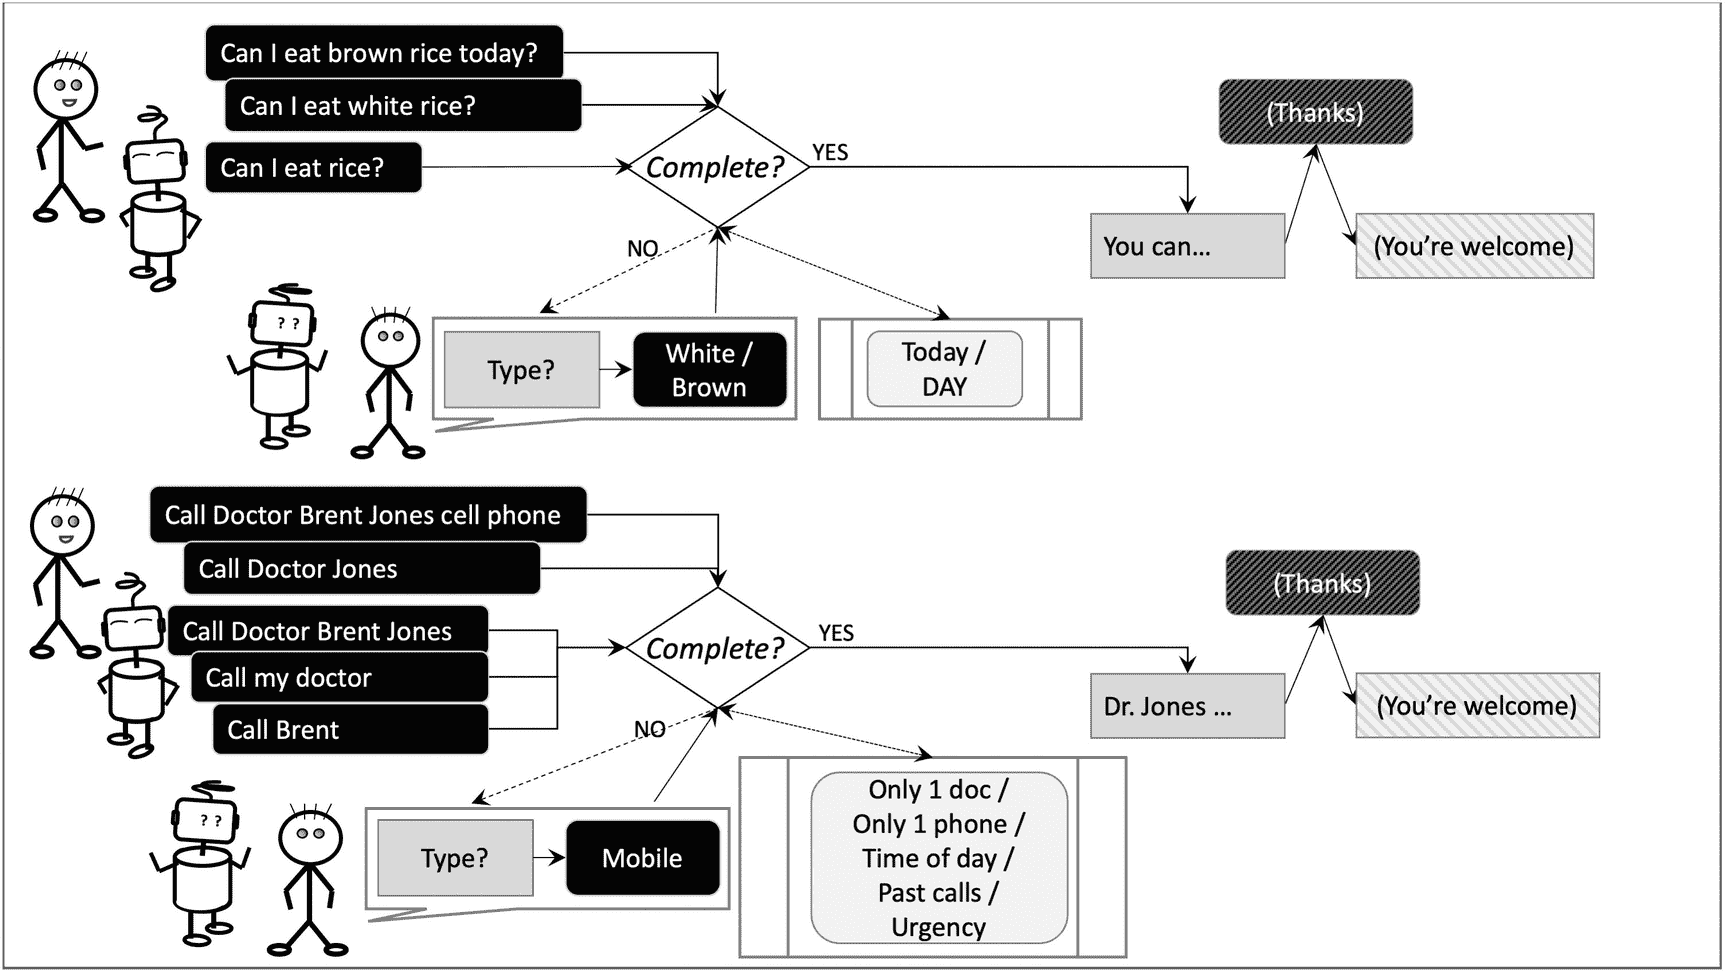 Can I eat brown rice today?
Can I eat white rice?
Can I eat rice?
Complete?
YES
(Thanks)
You can...
(You’re welcome)
NO
? ?
Type?
White /
Brown
Today /
DAY
Call Doctor Brent Jones cell phone
Call Doctor Jones
Call Doctor Brent Jones
Call my doctor
Call Brent
Complete?
YES
(Thanks)
Dr. Jones ...
(You’re welcome)
NO
? ?
Type?
Mobile
Only 1 doc /
Only 1 phone /
Time of day /
Past calls /
Urgency